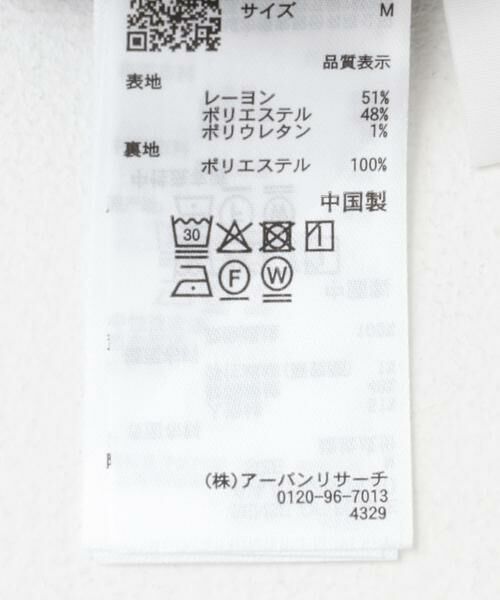 サイズ M
品質表示
表地
レーヨン 51%
ポリエステル 48%
ポリウレタン 1%
裏地
ポリエステル 100%
中国製
30
F W
(株)アーバンリサーチ
0120-96-7013
4329